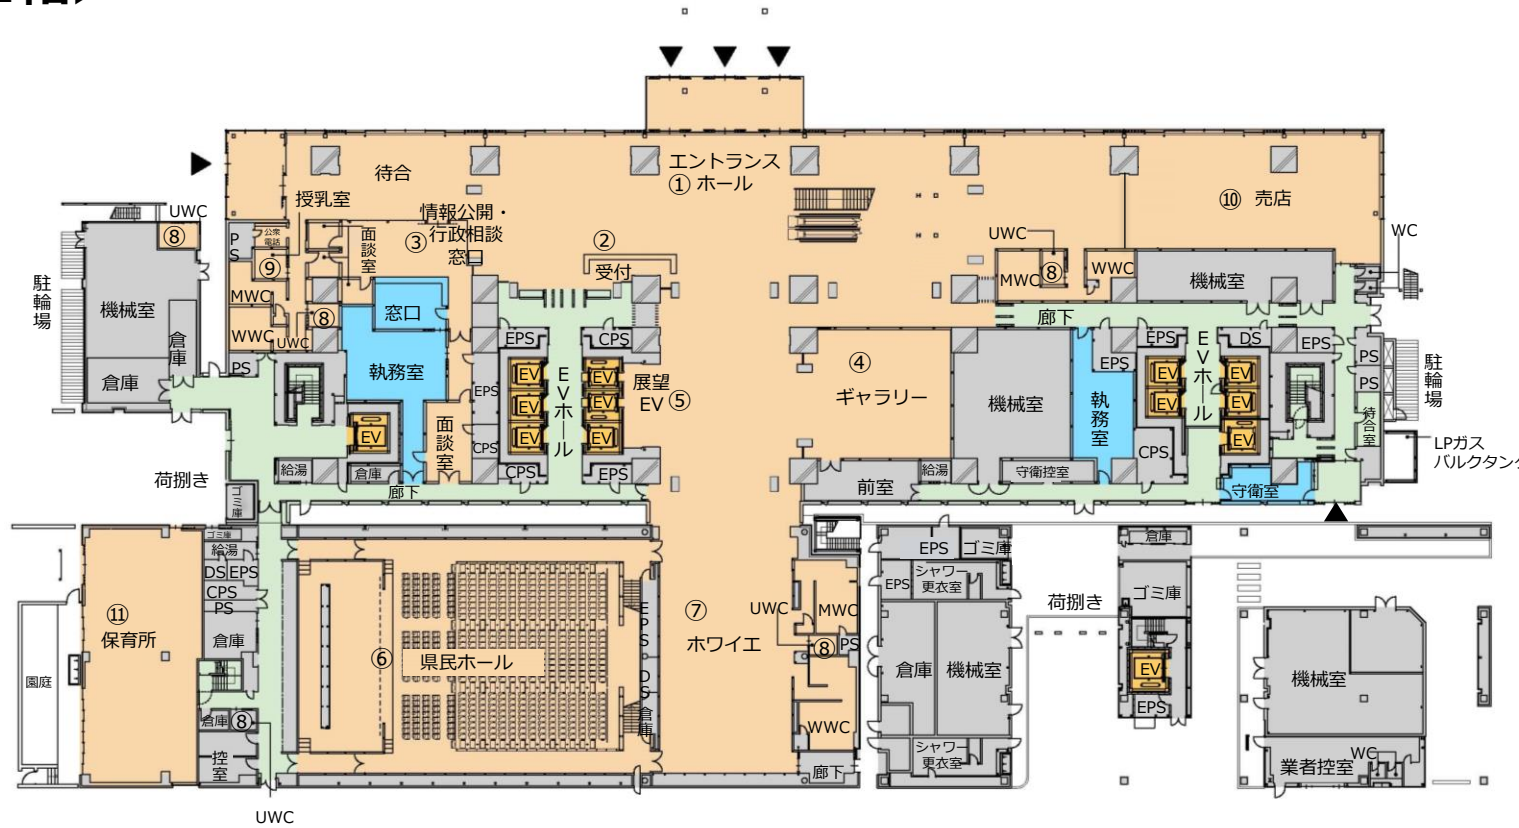 エントランス
① ホール
待合
授乳室
情報公開・
③ 行政相談
窓口
面談室
②
受付
⑩ 売店
UWC
⑧
PS
公衆
電話
⑨
MWC
WWC
⑧
UWC
PS
駐輪場
機械室
倉庫
倉庫
窓口
執務室
EPS
CPS
EV
EV
EV
EV
EV
EV
EVホール
展望
EV ⑤
EPS
CPS
CPS
EPS
面談室
EV
給湯
倉庫
廊下
荷捌き
ゴミ庫
④
ギャラリー
UWC
MWC
⑧
WWC
機械室
WC
廊下
機械室
執務室
EPS
EPS
EVホール
DS
EPS
EV
EV
EV
EV
EV
CPS
PS
PS
駐輪場
待合室
LPガス
バルクタンク
前室
給湯
守衛控室
守衛室
⑪
保育所
園庭
ゴミ庫
給湯
DS
EPS
CPS
PS
倉庫
倉庫
⑧
控室
UWC
⑥ 県民ホール
EPS
DS
倉庫
⑦
ホワイエ
UWC
MWC
⑧
PS
WWC
廊下
EPS
ゴミ庫
EPS
シャワー
更衣室
倉庫
機械室
シャワー
更衣室
荷捌き
倉庫
ゴミ庫
EV
EPS
機械室
業者控室
WC